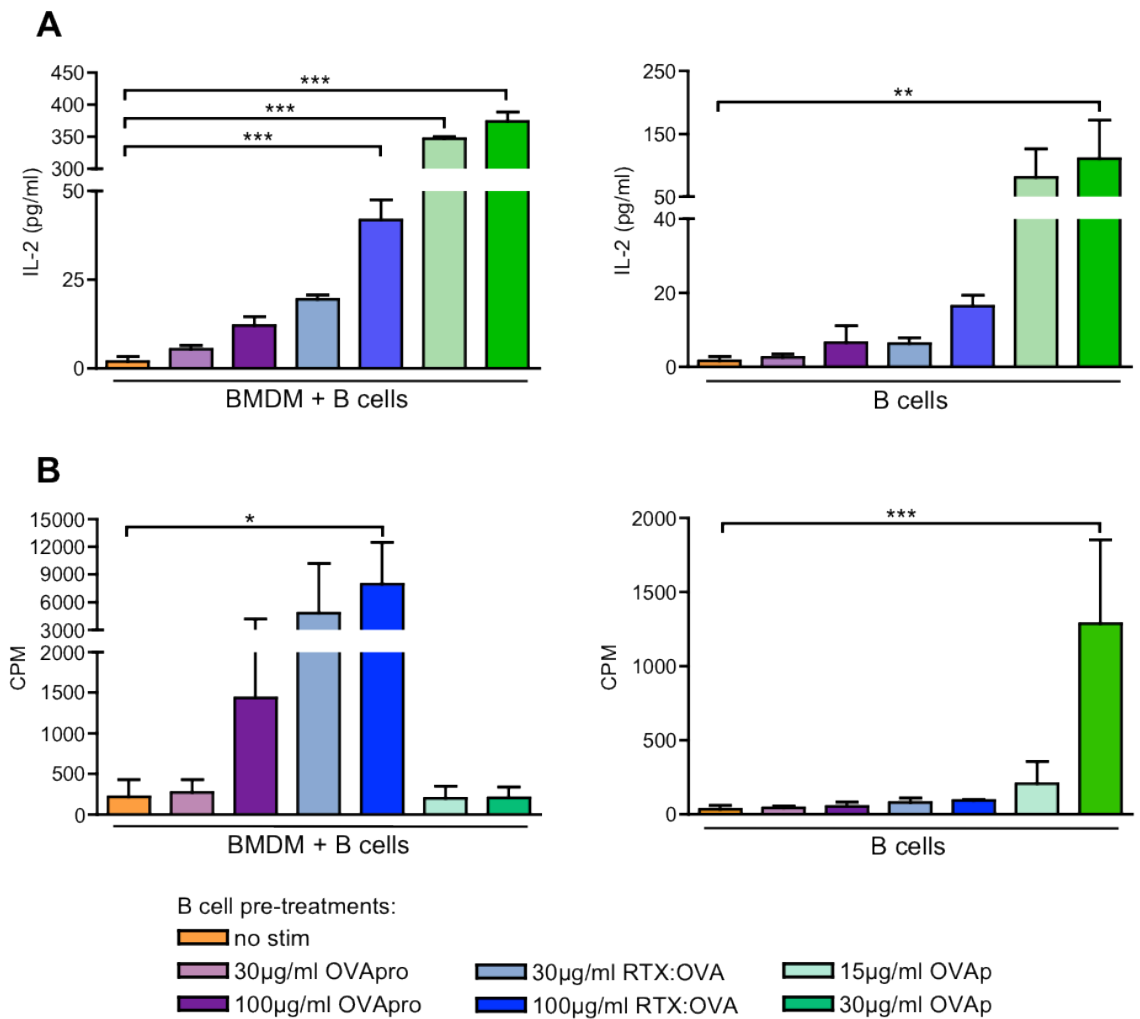 A
IL-2 (pg/ml)
450
400
350
300
50
25
0
***
***
***
BMDM + B cells
IL-2 (pg/ml)
250
150
50
40
20
0
**
B cells
B
CPM
15000
12000
9000
6000
3000
2000
1500
1000
500
0
*
BMDM + B cells
CPM
2000
1500
1000
500
0
***
B cells
B cell pre-treatments:
no stim
30µg/ml OVApro
30µg/ml RTX:OVA
15µg/ml OVAp
100µg/ml OVApro
100µg/ml RTX:OVA
30µg/ml OVAp